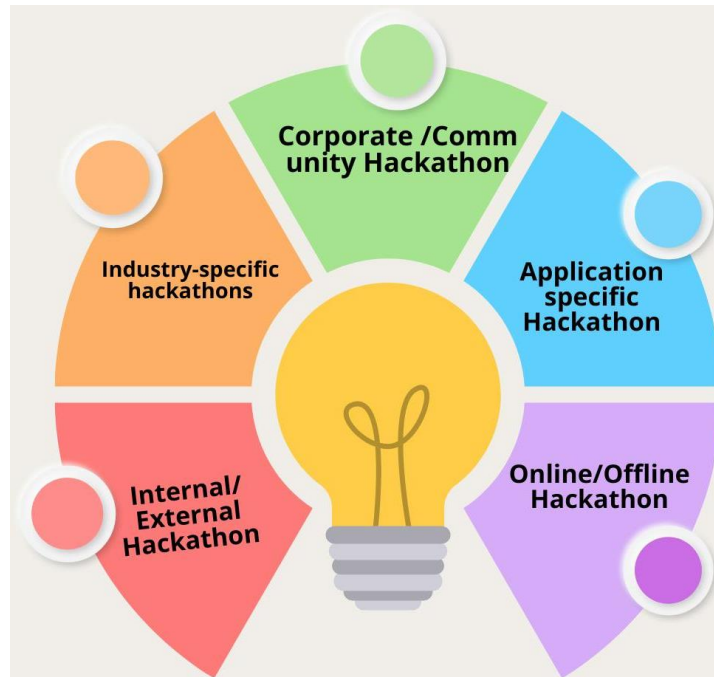 Corporate /Comm
unity Hackathon
Industry-specific
hackathons
Application
specific
Hackathon
Internal/
External
Hackathon
Online/Offline
Hackathon